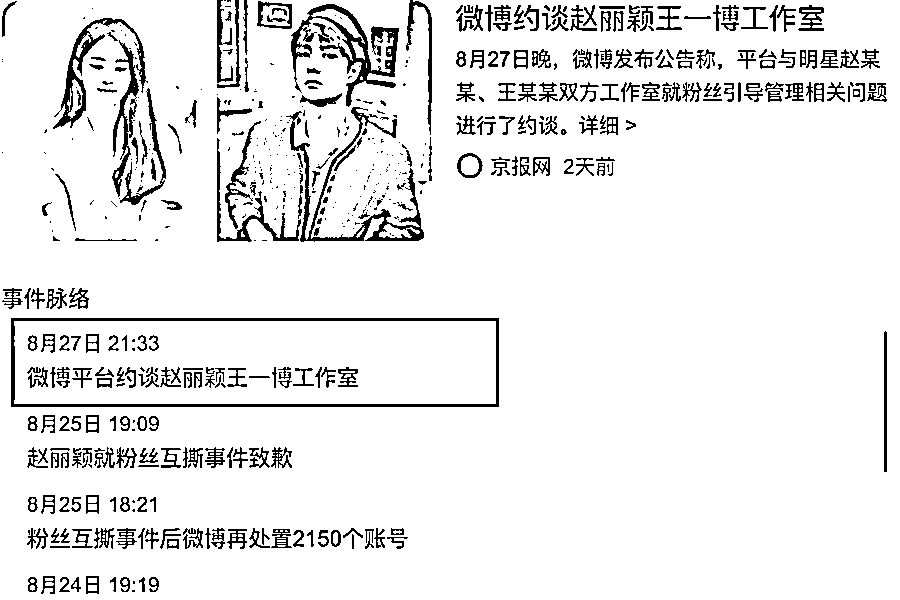 微博约谈赵丽颖王一博工作室
8月27日晚，微博发布公告称，平台与明星赵某
某、王某某双方工作室就粉丝引导管理相关问题
进行了约谈。详细 >
京报网 2天前
事件脉络
8月27日 21:33
微博平台约谈赵丽颖王一博工作室
8月25日 19:09
赵丽颖就粉丝互撕事件致歉
8月25日 18:21
粉丝互撕事件后微博再处置2150个账号
8月24日 19:19